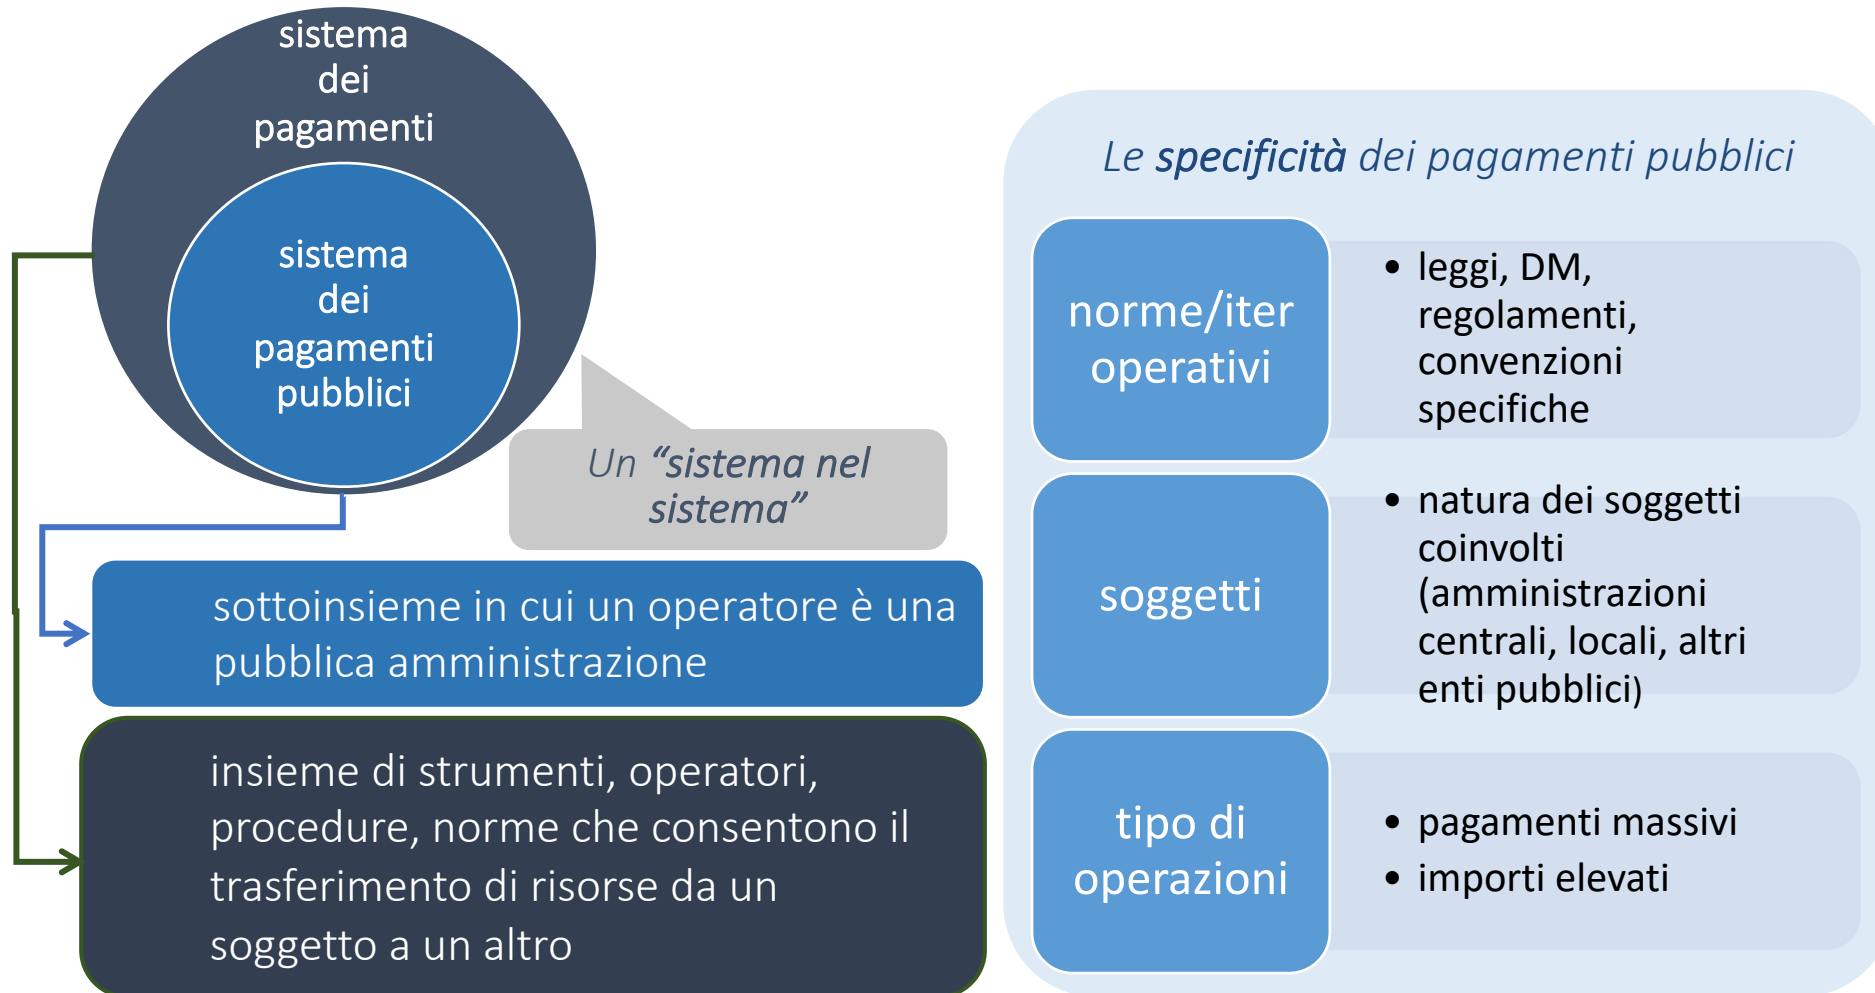 sistema
dei
pagamenti
sistema
dei
pagamenti
pubblici
Un “sistema nel
sistema”
sottoinsieme in cui un operatore è una
pubblica amministrazione
insieme di strumenti, operatori,
procedure, norme che consentono il
trasferimento di risorse da un
soggetto a un altro
Le specificità dei pagamenti pubblici
norme/iter
operativi
• leggi, DM,
regolamenti,
convenzioni
specifiche
soggetti
• natura dei soggetti
coinvolti
(amministrazioni
centrali, locali, altri
enti pubblici)
tipo di
operazioni
• pagamenti massivi
• importi elevati